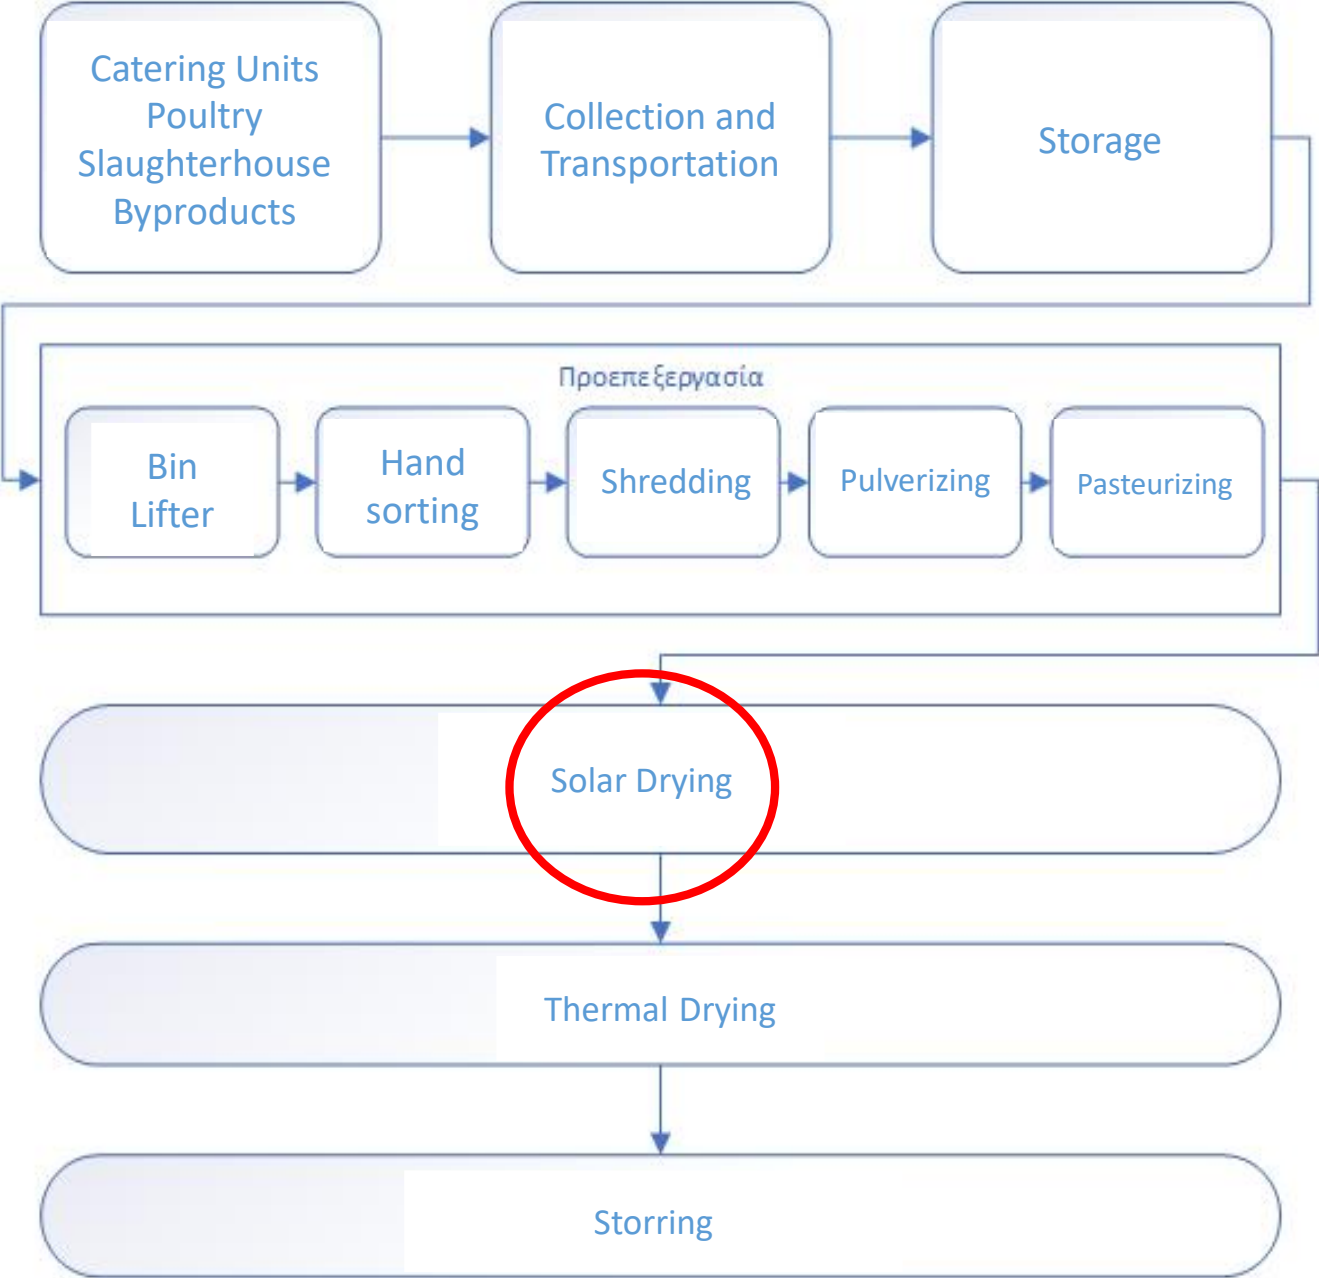 Catering Units
Poultry
Slaughterhouse
Byproducts
Collection and
Transportation
Storage
Προεπεξεργασία
Bin
Lifter
Hand
sorting
Shredding
Pulverizing
Pasteurizing
Solar Drying
Thermal Drying
Storring